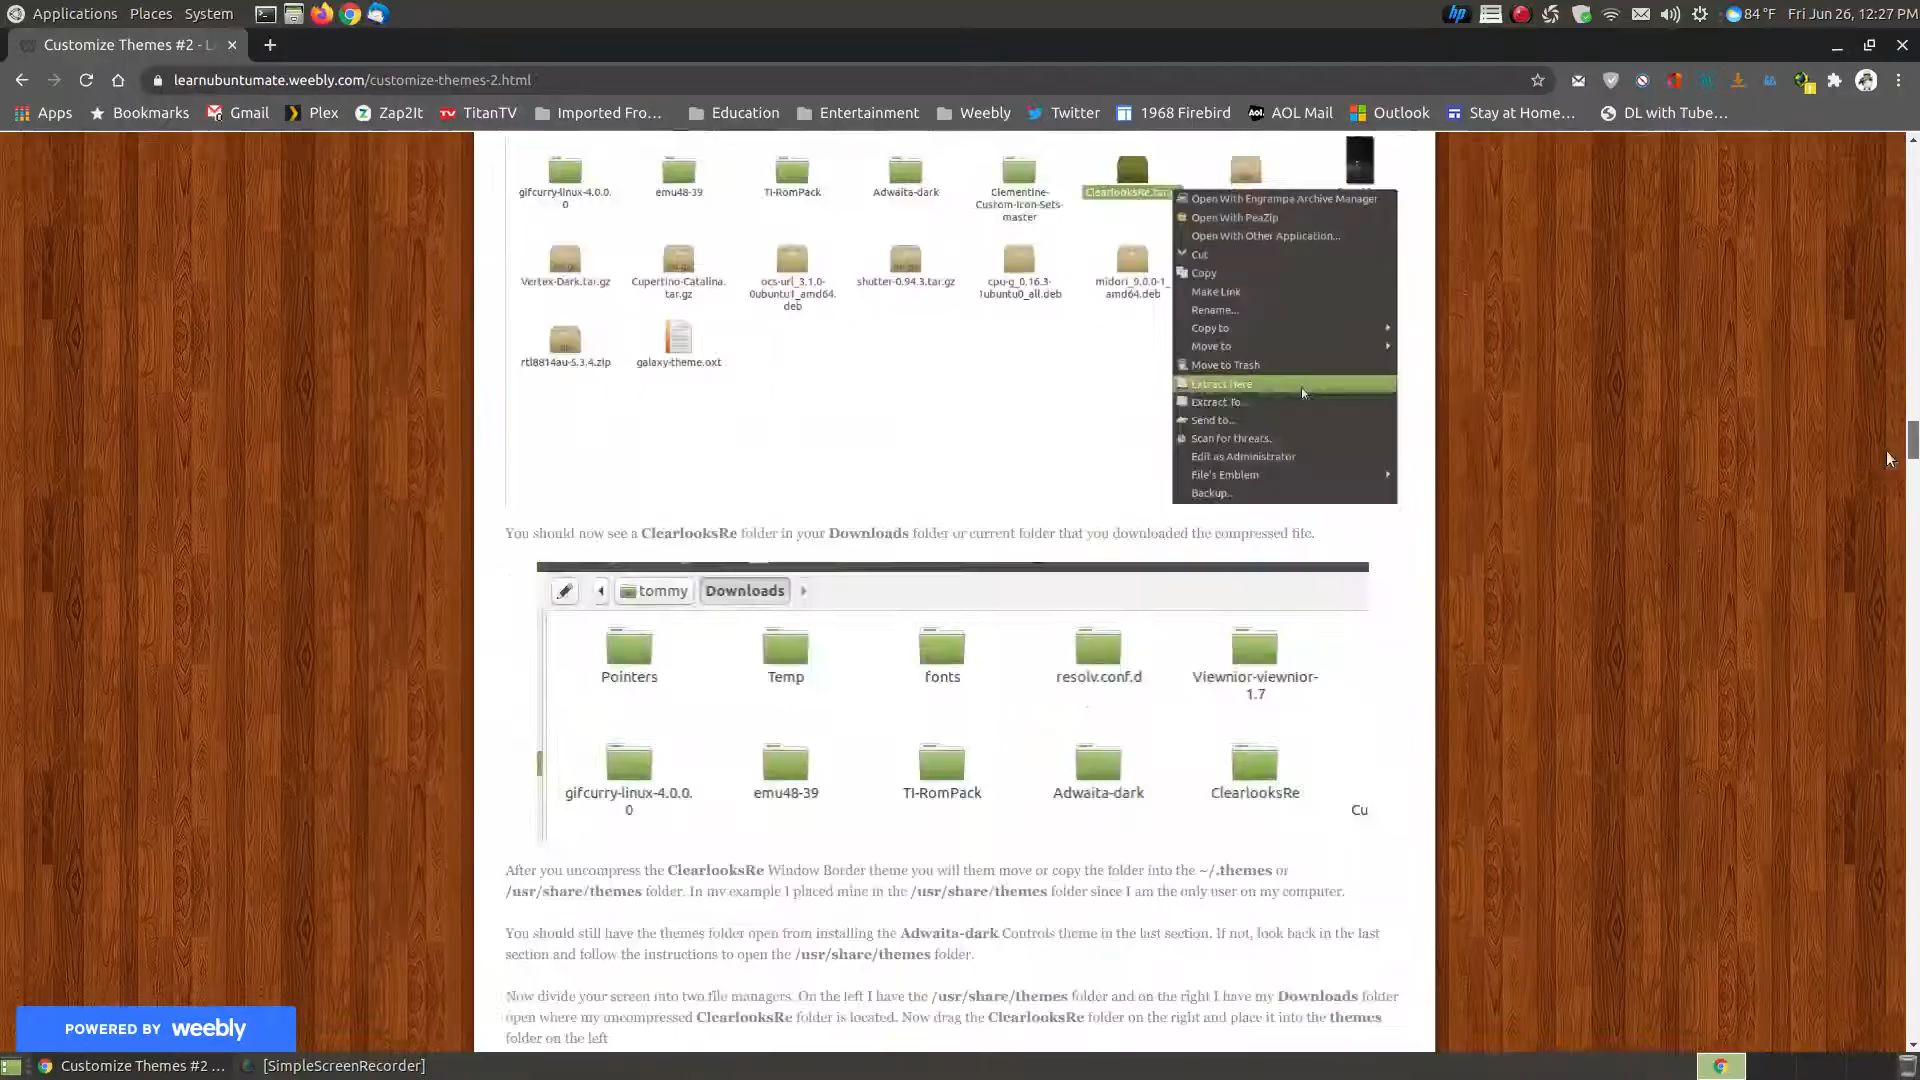 Applications Places System
84 °F Fri Jun 26, 12:27 PM
Customize Themes #2 - L
learnubuntumate.weebly.com/customize-themes-2.html
Apps Bookmarks Gmail Plex Zap2It TitanTV Imported Fro... Education Entertainment Weebly Twitter 1968 Firebird AOL Mail Outlook Stay at Home... DL with Tube...
gifcurry-linux-4.0.0.
0
emu48-39
TI-RomPack
Adwaita-dark
Clementine-
Custom-Icon-Sets-
master
ClearlooksRe.tar
Open With Engrampa Archive Manager
Open With PeaZip
Open With Other Application...
Cut
Copy
Make Link
Rename...
Copy to
Move to
Move to Trash
Extract Here
Extract To...
Send to...
Scan for threats...
Edit as Administrator
File's Emblem
Backup...
Vertex-Dark.tar.gz
Cupertino-Catalina.
tar.gz
ocs-url_3.1.0-
0ubuntu1_amd64.
deb
shutter-0.94.3.tar.gz
cpu-g_0.16.3-
1ubuntu0_all.deb
midori_9.0.0-1_
amd64.deb
rtl8814au-5.3.4.zip
galaxy-theme.oxt
You should now see a ClearlooksRe folder in your Downloads folder or current folder that you downloaded the compressed file.
tommy Downloads
Pointers
Temp
fonts
resolv.conf.d
Viewnior-viewnior-
1.7
gifcurry-linux-4.0.0.
0
emu48-39
TI-RomPack
Adwaita-dark
ClearlooksRe
Cu
After you uncompress the ClearlooksRe Window Border theme you will them move or copy the folder into the ~/.themes or
/usr/share/themes folder. In my example I placed mine in the /usr/share/themes folder since I am the only user on my computer.
You should still have the themes folder open from installing the Adwaita-dark Controls theme in the last section. If not, look back in the last
section and follow the instructions to open the /usr/share/themes folder.
Now divide your screen into two file managers. On the left I have the /usr/share/themes folder and on the right I have my Downloads folder
open where my uncompressed ClearlooksRe folder is located. Now drag the ClearlooksRe folder on the right and place it into the themes
folder on the left
POWERED BY weebly
Customize Themes #2 ... [SimpleScreenRecorder]